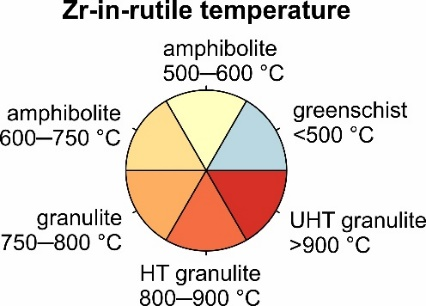 Zr-in-rutile temperature
amphibolite
500—600 °C
greenschist
<500 °C
amphibolite
600—750 °C
granulite
750—800 °C
UHT granulite
>900 °C
HT granulite
800—900 °C